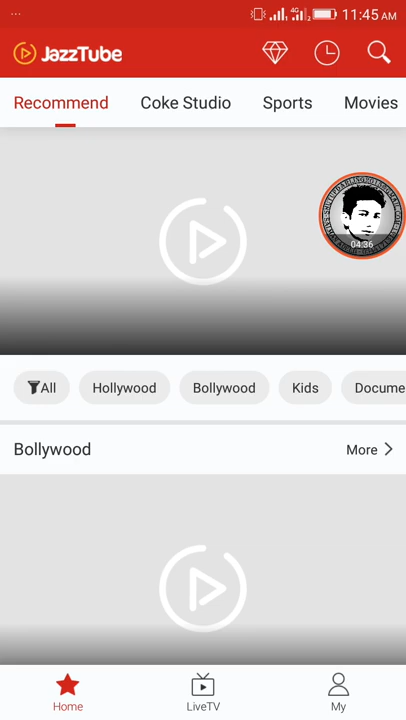 11:45 AM
JazzTube
Recommend Coke Studio Sports Movies
04:36
All Hollywood Bollywood Kids Docume
Bollywood More
Home LiveTV My